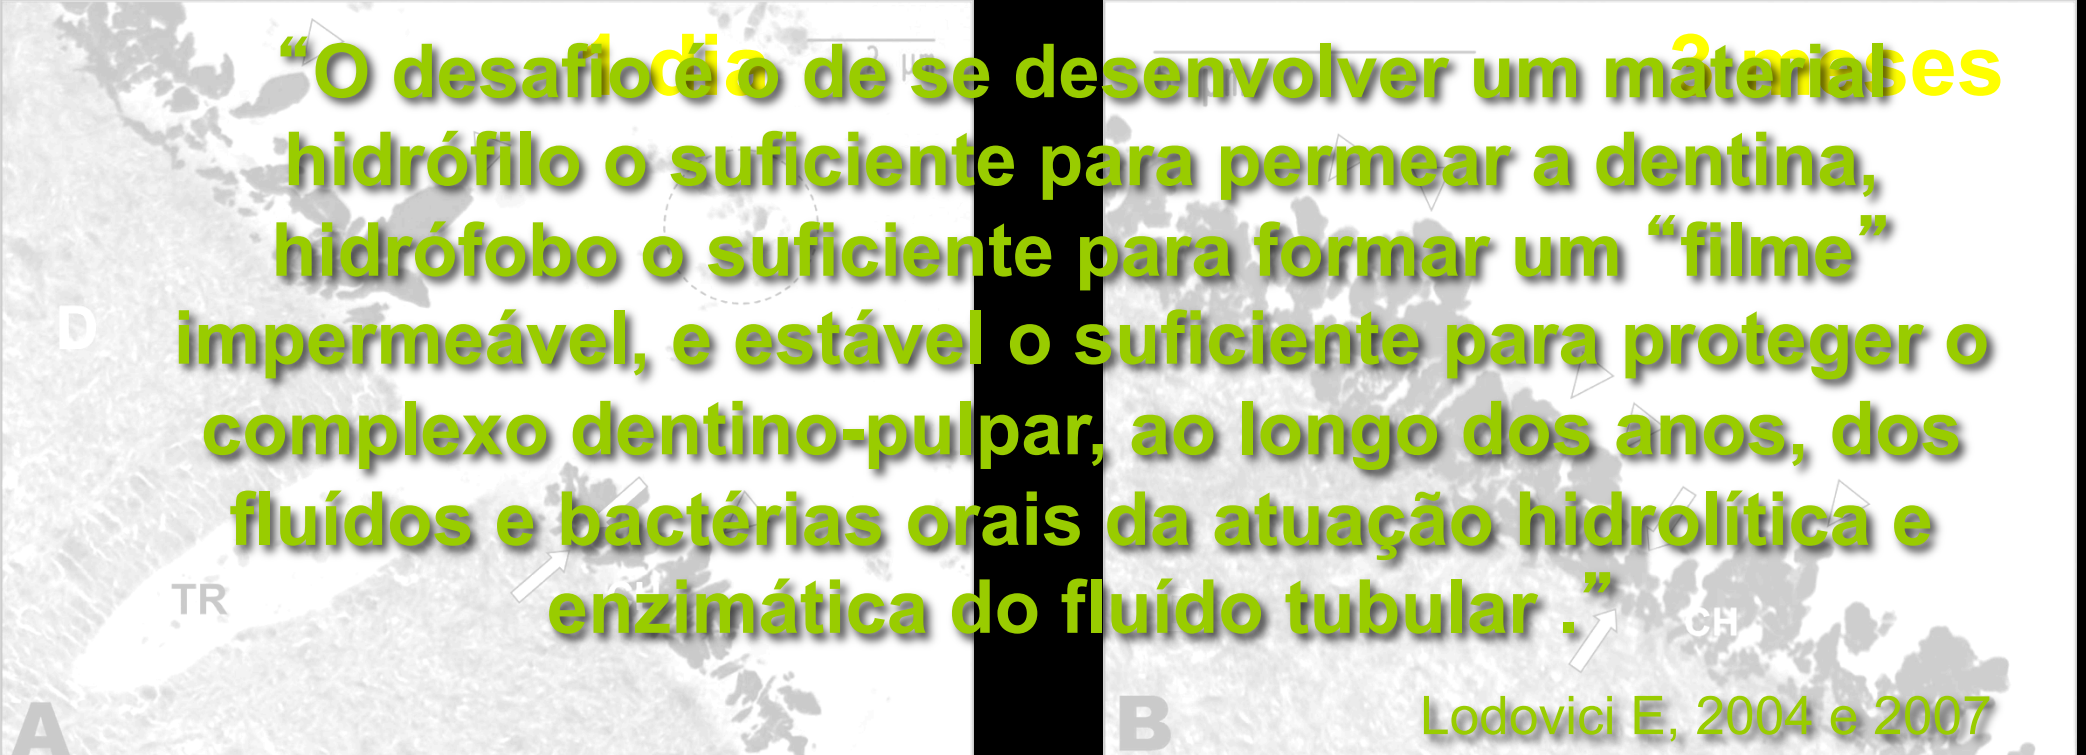 1 dia
3 meses
2 µm
“O desafio é o de se desenvolver um material
hidrófilo o suficiente para permear a dentina,
hidrófobo o suficiente para formar um “filme”
impermeável, e estável o suficiente para proteger o
complexo dentino-pulpar, ao longo dos anos, dos
fluídos e bactérias orais da atuação hidrolítica e
enzimática do fluído tubular .”
D
TR
CH
A
B
Lodovici E, 2004 e 2007